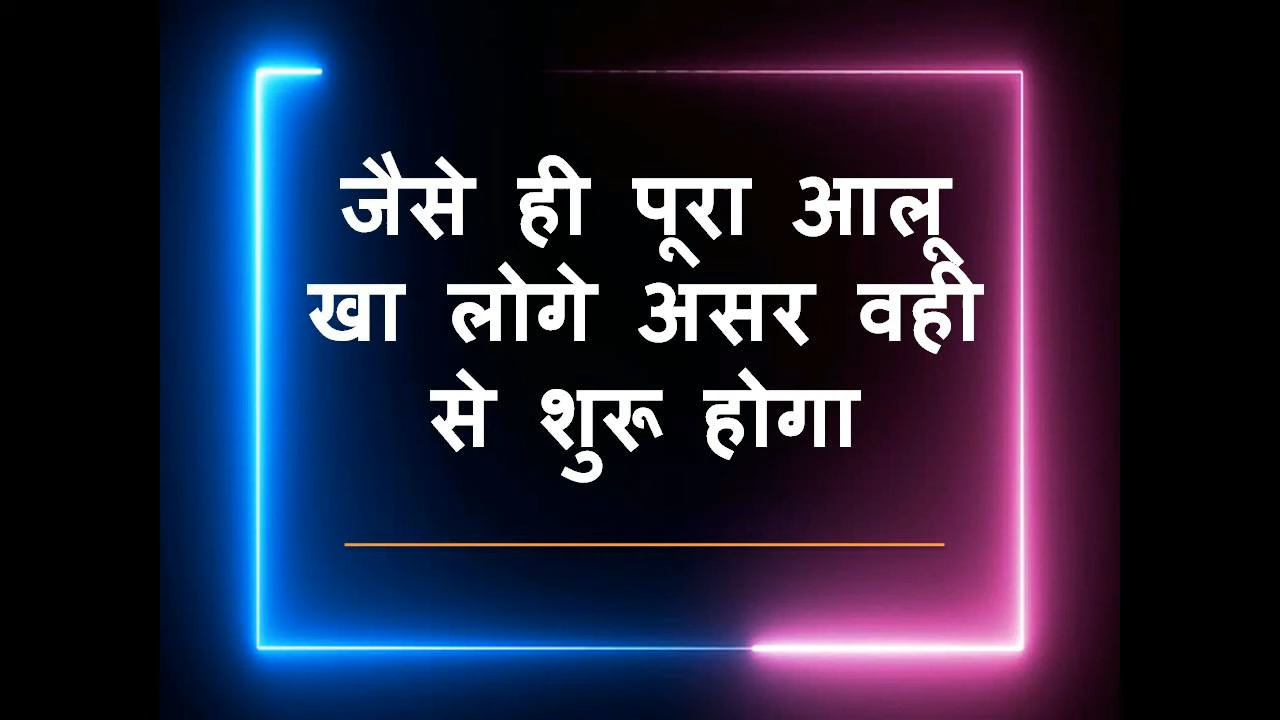 जैसे ही पूरा आलू
खा लोगे असर वही
से शुरू होगा